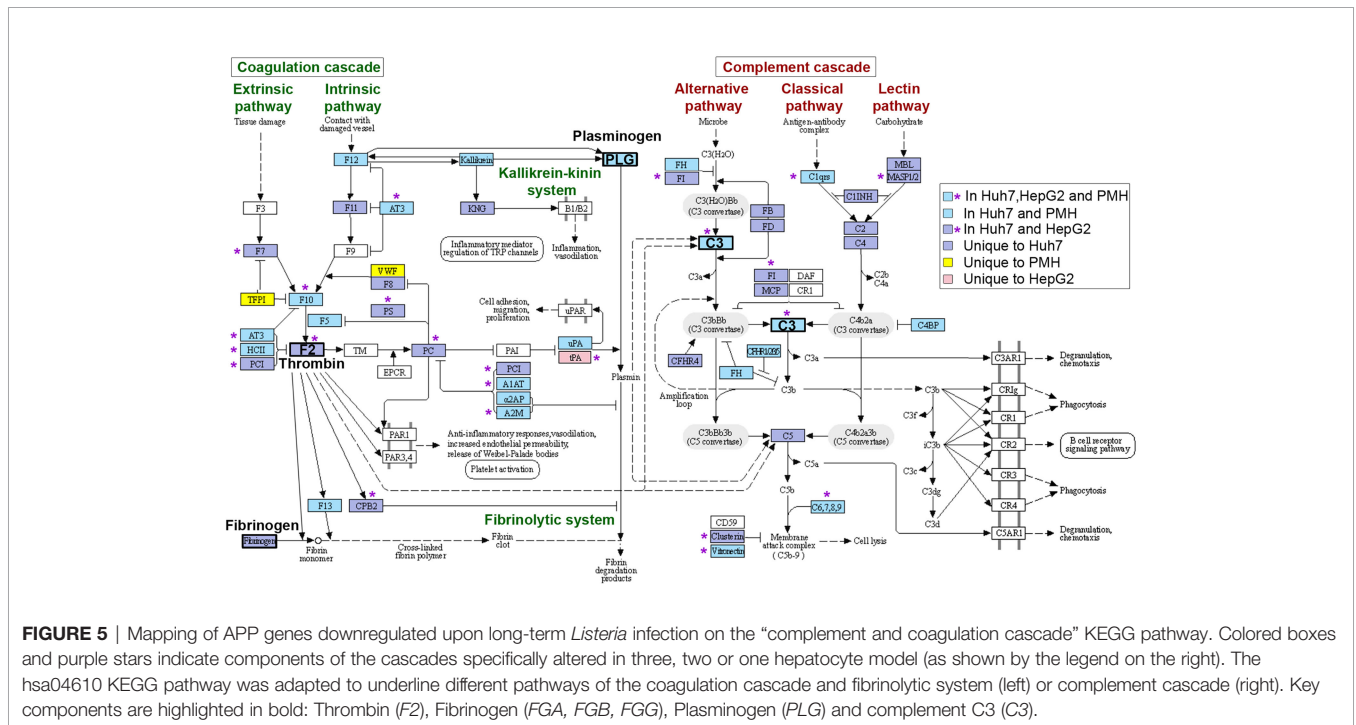 Coagulation cascade
Extrinsic pathway
Intrinsic pathway
Tissue damage
Contact with damaged vessel
F12
Kallikrein
Plasminogen
PLG
Kallikrein-kinin system
F3
F11
AT3
*
KNG
B1/B2
F9
Inflammatory mediator regulation of TRP channels
Inflammation, vasodilation
* F7
TFPI
VWF
F8
F10
*
PS
*
F5
Cell adhesion, migration, proliferation
uPAR
* AT3
* HCII
* PCI
F2
*
Thrombin
TM
EPCR
PC
*
PAI
uPA
tPA *
* PCI
* A1AT
α2AP
* A2M
Plasmin
PAR1
PAR3,4
Anti-inflammatory responses, vasodilation, increased endothelial permeability, release of Weibel-Palade bodies
Platelet activation
F13
CPB2
*
Fibrinolytic system
Fibrinogen
Fibrinogen
Fibrin monomer
Cross-linked fibrin polymer
Fibrin clot
Fibrin degradation products
Complement cascade
Alternative pathway
Classical pathway
Lectin pathway
Microbe
Antigen-antibody complex
Carbohydrate
C3(H2O)
FH
* FI
* C1qrs
MBL
* MASP1/2
C1INH
C3(H2O)Bb
(C3 convertase)
FB
FD
C2
C4
*
C3
C3a
*
FI
DAF
MCP
CR1
C2b
C4a
C3bBb
(C3 convertase)
*
C3
C4b2a
(C3 convertase)
C4BP
CFHR4
FH
C3a
C3b
Amplification loop
C3bBb3b
(C5 convertase)
C5
C4b2a3b
(C5 convertase)
C5a
C5b
*
C6,7,8,9
CD59
* Clusterin
* Vitronectin
Membrane attack complex
( C5b-9 )
Cell lysis
C3b
C3f
iC3b
C3c
C3dg
C3d
C3AR1
CRIg
CR1
CR2
CR3
CR4
C5AR1
Degranulation, chemotaxis
Phagocytosis
B cell receptor signaling pathway
Phagocytosis
Degranulation, chemotaxis
* In Huh7,HepG2 and PMH
In Huh7 and PMH
* In Huh7 and HepG2
Unique to Huh7
Unique to PMH
Unique to HepG2
FIGURE 5 | Mapping of APP genes downregulated upon long-term Listeria infection on the “complement and coagulation cascade” KEGG pathway. Colored boxes
and purple stars indicate components of the cascades specifically altered in three, two or one hepatocyte model (as shown by the legend on the right). The
hsa04610 KEGG pathway was adapted to underline different pathways of the coagulation cascade and fibrinolytic system (left) or complement cascade (right). Key
components are highlighted in bold: Thrombin (F2), Fibrinogen (FGA, FGB, FGG), Plasminogen (PLG) and complement C3 (C3).